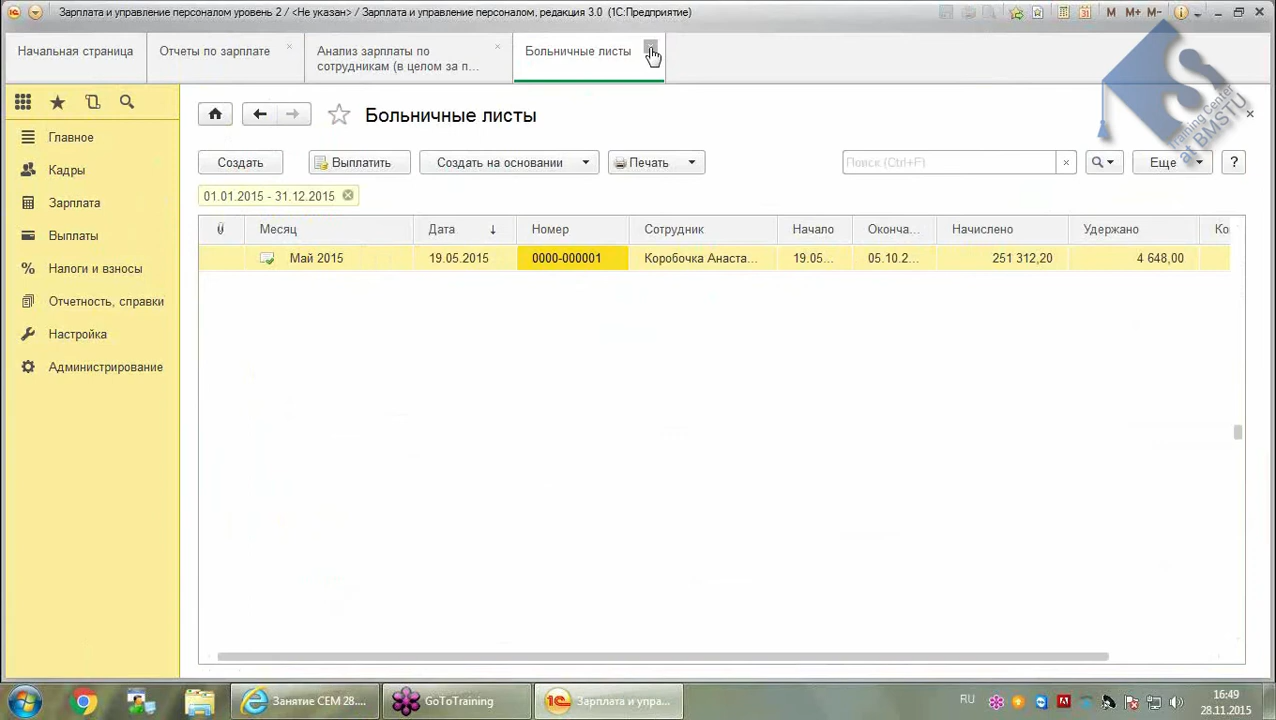 Зарплата и управление персоналом уровень 2 / <Не указан> / Зарплата и управление персоналом, редакция 3.0 (1С:Предприятие)
M M+ M-
Начальная страница
Отчеты по зарплате
Анализ зарплаты по
сотрудникам (в целом за п...
Больничные листы
Training Center
at BMSTU
Главное
Кадры
Зарплата
Выплаты
Налоги и взносы
Отчетность, справки
Настройка
Администрирование
Больничные листы
Создать
Выплатить
Создать на основании
Печать
Поиск (Ctrl+F)
×
Еще
?
01.01.2015 - 31.12.2015
Месяц Дата ↓ Номер Сотрудник Начало Оконча... Начислено Удержано Ко
Май 2015 19.05.2015 0000-000001 Коробочка Анаста... 19.05... 05.10.2... 251 312,20 4 648,00
Занятие СЕМ 28....
GoToTraining
Зарплата и упра...
RU
16:49
28.11.2015